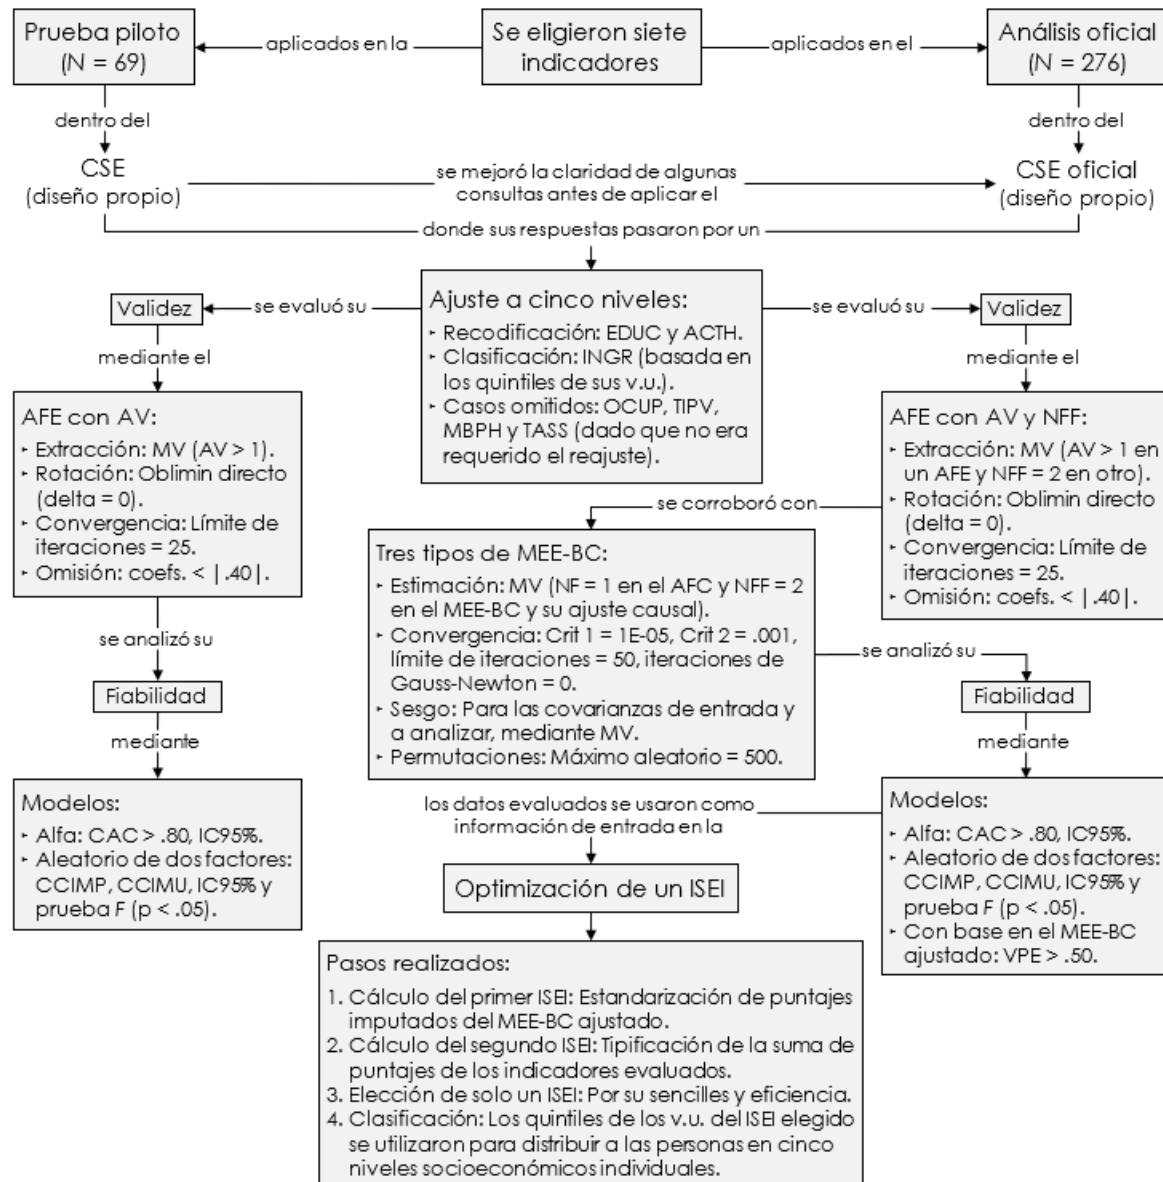 Prueba piloto
(N = 69)
aplicados en la
Se eligieron siete
indicadores
aplicados en el
Análisis oficial
(N = 276)
dentro del
dentro del
CSE
(diseño propio)
se mejoró la claridad de algunas
consultas antes de aplicar el
CSE oficial
(diseño propio)
donde sus respuestas pasaron por un
Validez
se evaluó su
Ajuste a cinco niveles:
‣ Recodificación: EDUC y ACTH.
‣ Clasificación: INGR (basada en
los quintiles de sus v.u.).
‣ Casos omitidos: OCUP, TIPV,
MBPH y TASS (dado que no era
requerido el reajuste).
se evaluó su
Validez
mediante el
mediante el
AFE con AV:
‣ Extracción: MV (AV > 1).
‣ Rotación: Oblimin directo
(delta = 0).
‣ Convergencia: Límite de
iteraciones = 25.
‣ Omisión: coefs. < |.40|.
AFE con AV y NFF:
‣ Extracción: MV (AV > 1 en
un AFE y NFF = 2 en otro).
‣ Rotación: Oblimin directo
(delta = 0).
‣ Convergencia: Límite de
iteraciones = 25.
‣ Omisión: coefs. < |.40|.
se corroboró con
Tres tipos de MEE-BC:
‣ Estimación: MV (NF = 1 en el AFC y NFF = 2
en el MEE-BC y su ajuste causal).
‣ Convergencia: Crit 1 = 1E-05, Crit 2 = .001,
límite de iteraciones = 50, iteraciones de
Gauss-Newton = 0.
‣ Sesgo: Para las covarianzas de entrada y
a analizar, mediante MV.
‣ Permutaciones: Máximo aleatorio = 500.
se analizó su
se analizó su
Fiabilidad
Fiabilidad
mediante
mediante
Modelos:
‣ Alfa: CAC > .80, IC95%.
‣ Aleatorio de dos factores:
CCIMP, CCIMU, IC95% y
prueba F (p < .05).
los datos evaluados se usaron como
información de entrada en la
Modelos:
‣ Alfa: CAC > .80, IC95%.
‣ Aleatorio de dos factores:
CCIMP, CCIMU, IC95% y
prueba F (p < .05).
‣ Con base en el MEE-BC
ajustado: VPE > .50.
Optimización de un ISEI
Pasos realizados:
1. Cálculo del primer ISEI: Estandarización de puntajes
imputados del MEE-BC ajustado.
2. Cálculo del segundo ISEI: Tipificación de la suma de
puntajes de los indicadores evaluados.
3. Elección de solo un ISEI: Por su sencilles y eficiencia.
4. Clasificación: Los quintiles de los v.u. del ISEI elegido
se utilizaron para distribuir a las personas en cinco
niveles socioeconómicos individuales.